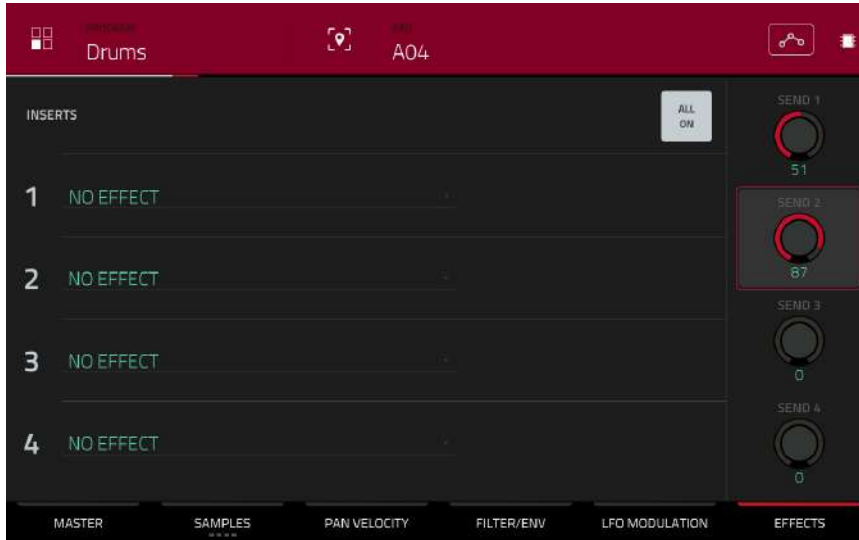 PROGRAM
Drums
A04
INSERTS
ALL
ON
1 NO EFFECT
2 NO EFFECT
3 NO EFFECT
4 NO EFFECT
SEND 1
51
SEND 2
87
SEND 3
0
SEND 4
0
MASTER SAMPLES PAN VELOCITY FILTER/ENV LFO MODULATION EFFECTS